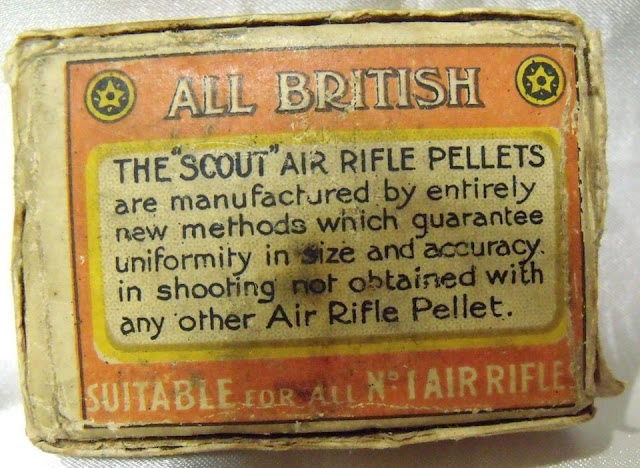 ALL BRITISH
THE "SCOUT" AIR RIFLE PELLETS
are manufactured by entirely
new methods which guarantee
uniformity in size and accuracy.
in shooting not obtained with
any other Air Rifle Pellet.
SUITABLE FOR ALL Nº 1 AIR RIFLES